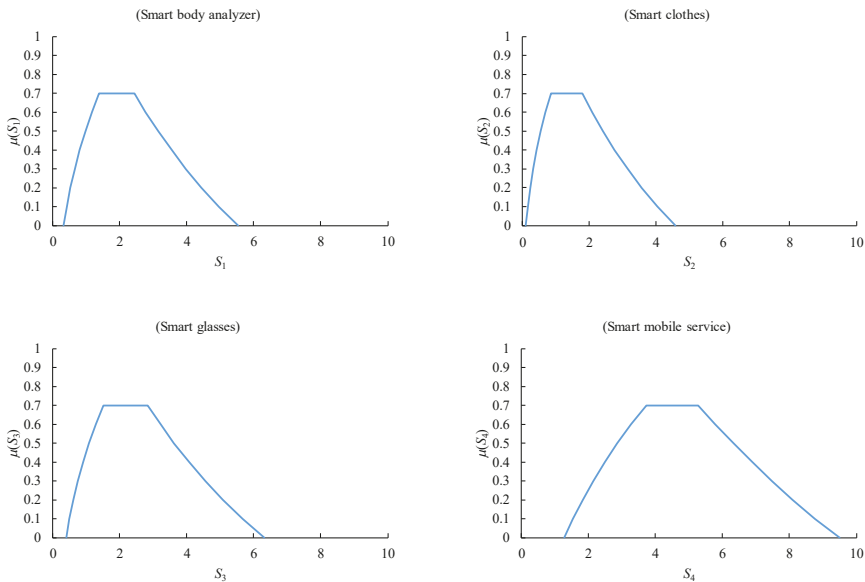 (Smart body analyzer)
1
0.9
0.8
0.7
0.6
0.5
0.4
0.3
0.2
0.1
0
μ(S₁)
0 2 4 6 8 10
S₁
(Smart clothes)
1
0.9
0.8
0.7
0.6
0.5
0.4
0.3
0.2
0.1
0
μ(S₂)
0 2 4 6 8 10
S₂
(Smart glasses)
1
0.9
0.8
0.7
0.6
0.5
0.4
0.3
0.2
0.1
0
μ(S₃)
0 2 4 6 8 10
S₃
(Smart mobile service)
1
0.9
0.8
0.7
0.6
0.5
0.4
0.3
0.2
0.1
0
μ(S₄)
0 2 4 6 8 10
S₄